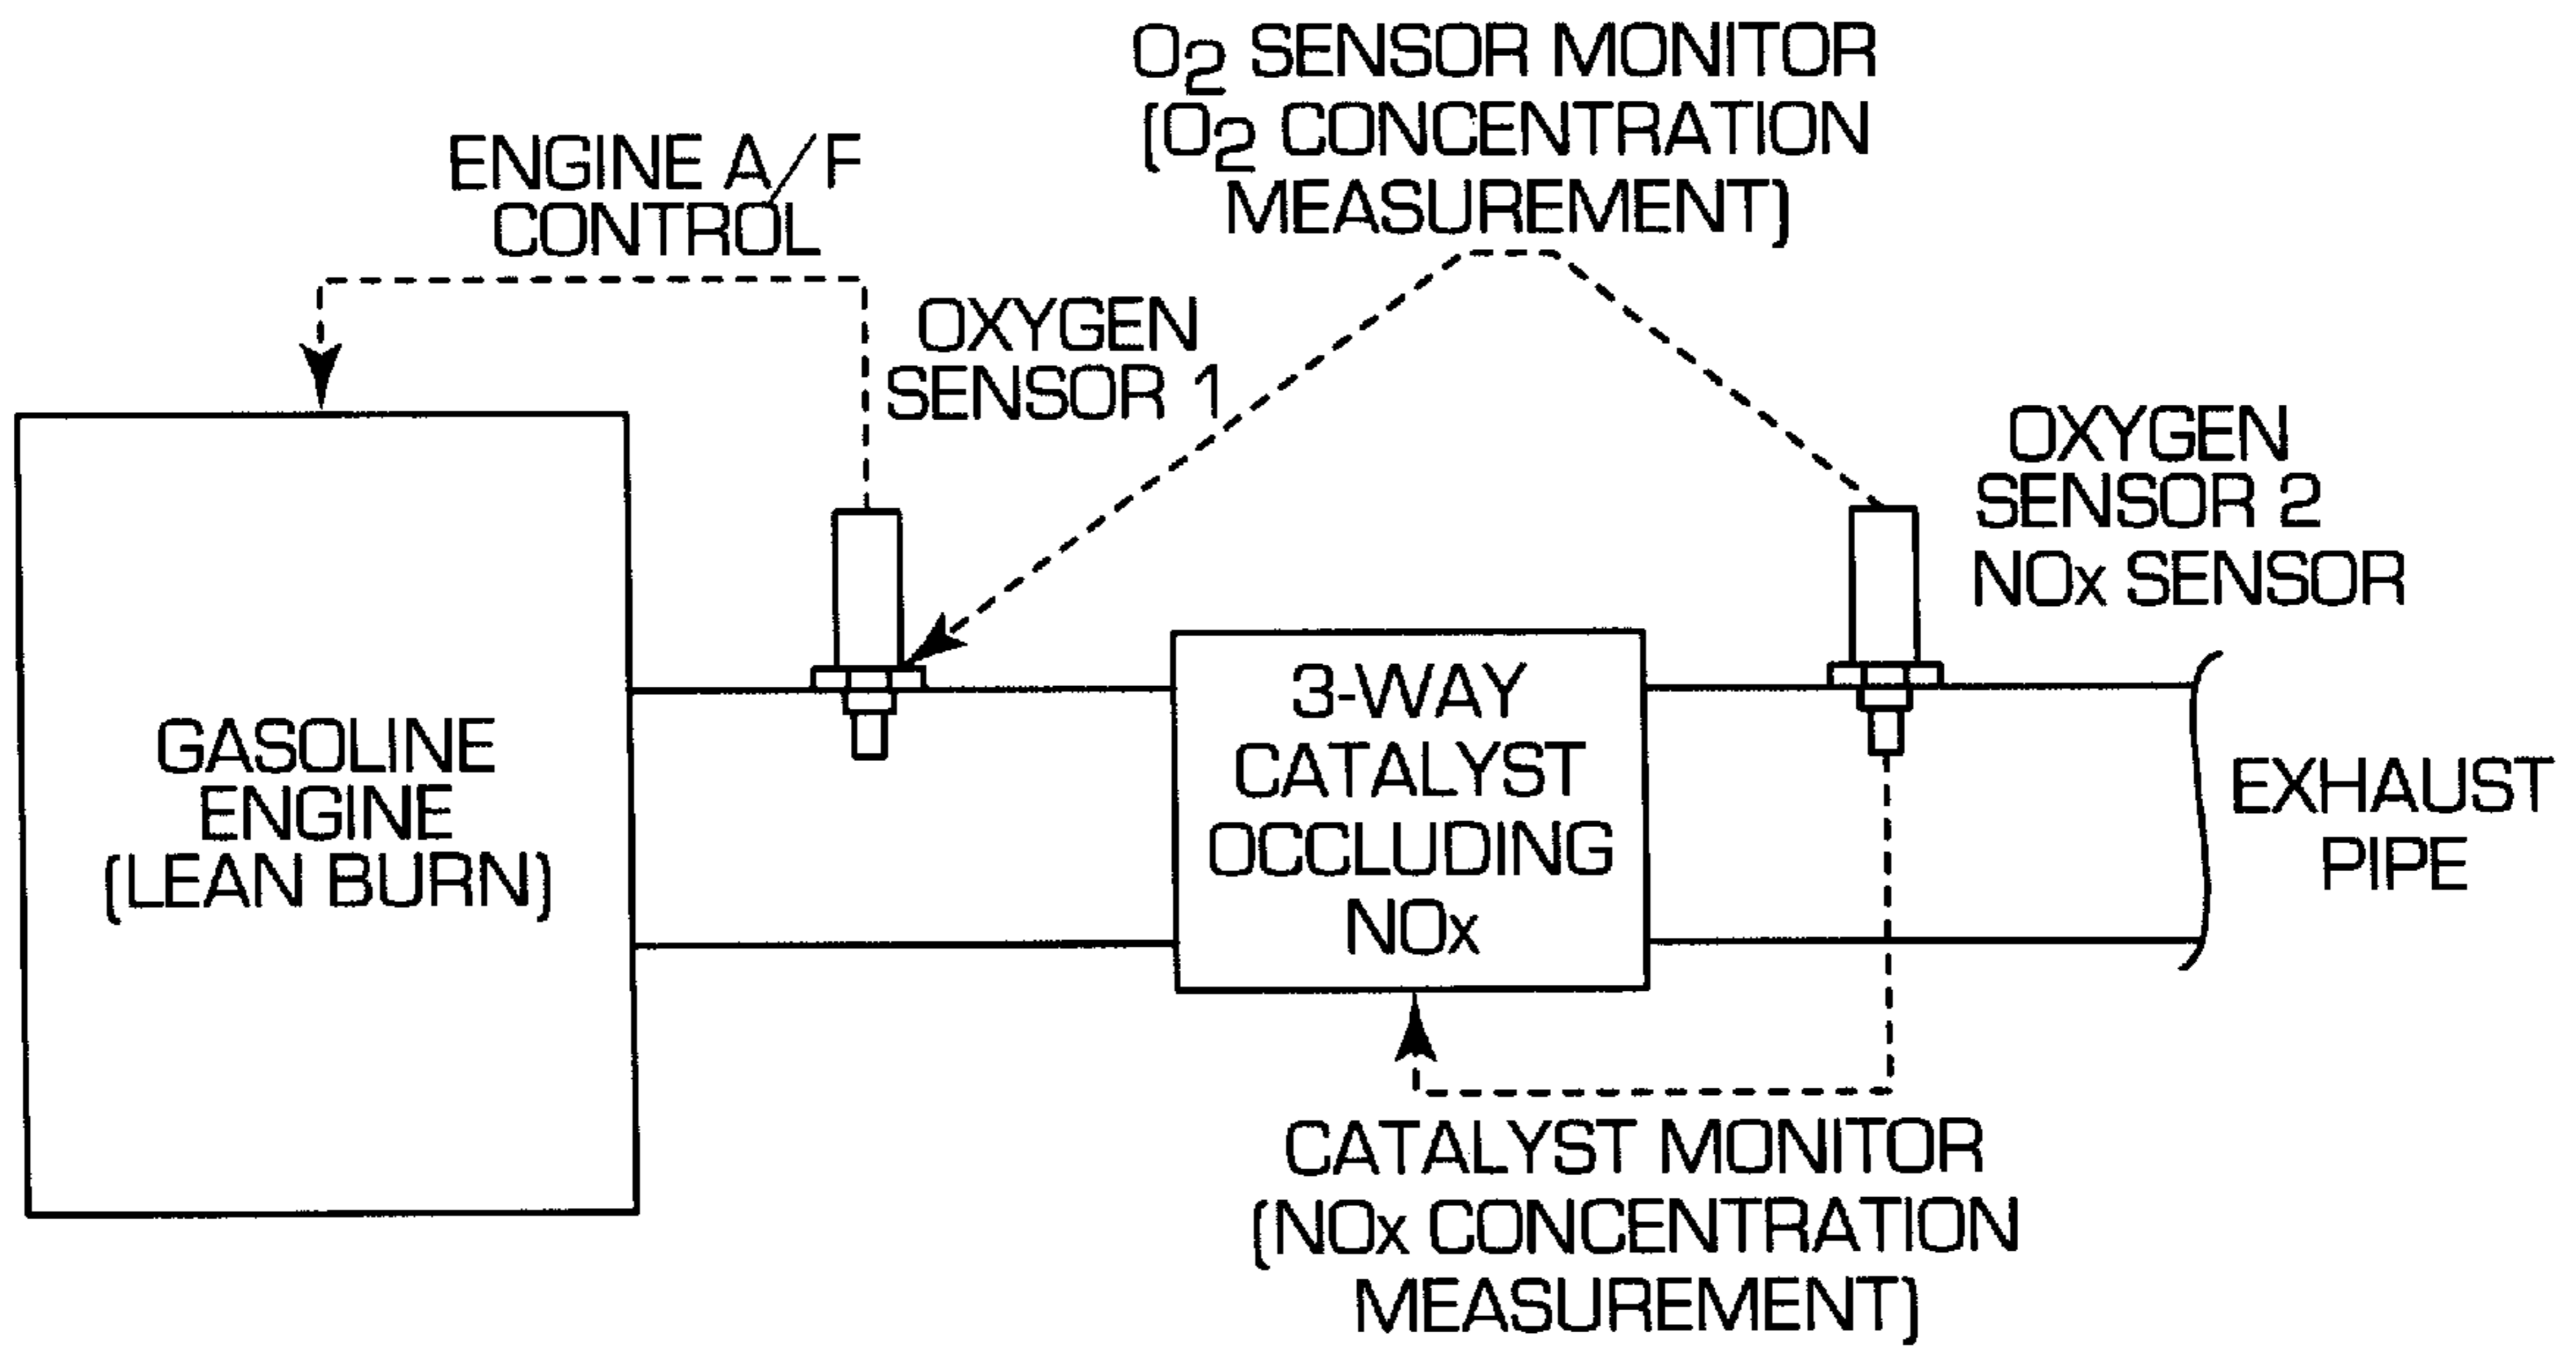 O2 SENSOR MONITOR
(O2 CONCENTRATION
MEASUREMENT)
ENGINE A/F
CONTROL
OXYGEN
SENSOR 1
OXYGEN
SENSOR 2
NOx SENSOR
GASOLINE
ENGINE
(LEAN BURN)
3-WAY
CATALYST
OCCLUDING
NOx
EXHAUST
PIPE
CATALYST MONITOR
(NOx CONCENTRATION
MEASUREMENT)